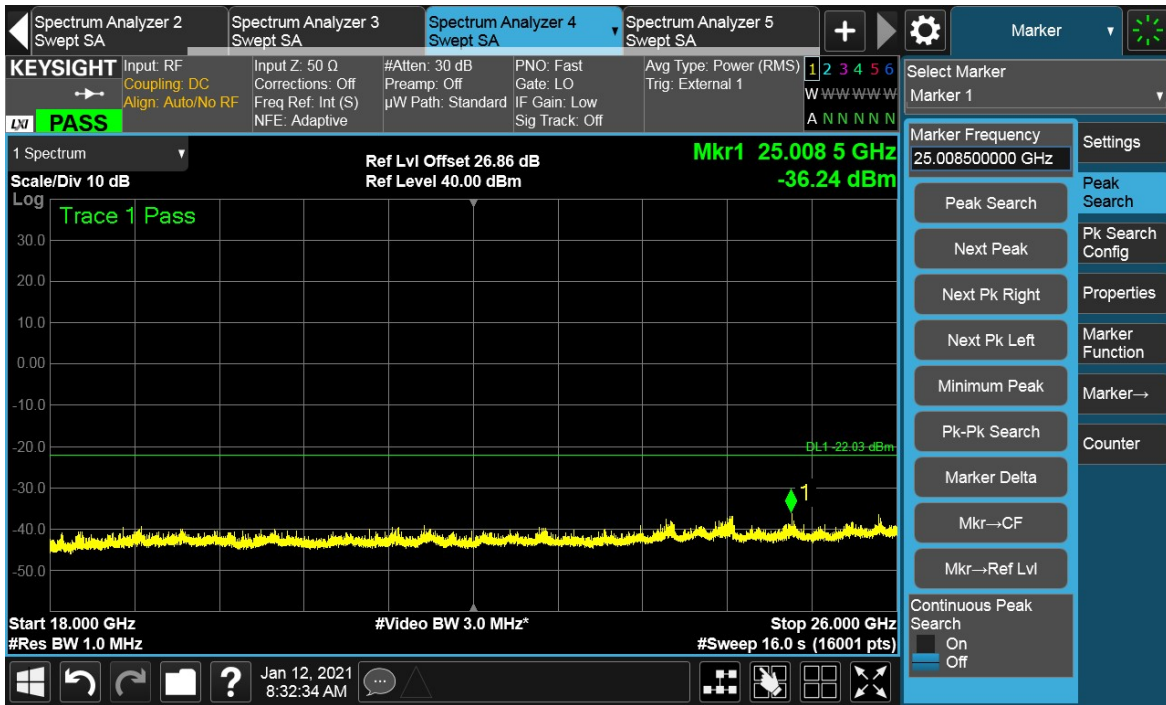 Spectrum Analyzer 2
Swept SA
Spectrum Analyzer 3
Swept SA
Spectrum Analyzer 4
Swept SA
Spectrum Analyzer 5
Swept SA
+
Marker
KEYSIGHT
LXI
PASS
Input: RF
Coupling: DC
Align: Auto/No RF
Input Z: 50 Ω
Corrections: Off
Freq Ref: Int (S)
NFE: Adaptive
#Atten: 30 dB
Preamp: Off
µW Path: Standard
PNO: Fast
Gate: LO
IF Gain: Low
Sig Track: Off
Avg Type: Power (RMS)
Trig: External 1
1 2 3 4 5 6
W W W W W W
A N N N N N
Select Marker
Marker 1
1 Spectrum
Scale/Div 10 dB
Log
Ref Lvl Offset 26.86 dB
Ref Level 40.00 dBm
Mkr1 25.008 5 GHz
-36.24 dBm
Trace 1 Pass
30.0
20.0
10.0
0.00
-10.0
-20.0
-30.0
-40.0
-50.0
DL1 -22.03 dBm
1
Start 18.000 GHz
#Res BW 1.0 MHz
#Video BW 3.0 MHz*
Stop 26.000 GHz
#Sweep 16.0 s (16001 pts)
Marker Frequency
25.008500000 GHz
Peak Search
Next Peak
Next Pk Right
Next Pk Left
Minimum Peak
Pk-Pk Search
Marker Delta
Mkr→CF
Mkr→Ref Lvl
Continuous Peak
Search
On
Off
Settings
Peak
Search
Pk Search
Config
Properties
Marker
Function
Marker→
Counter
?
Jan 12, 2021
8:32:34 AM